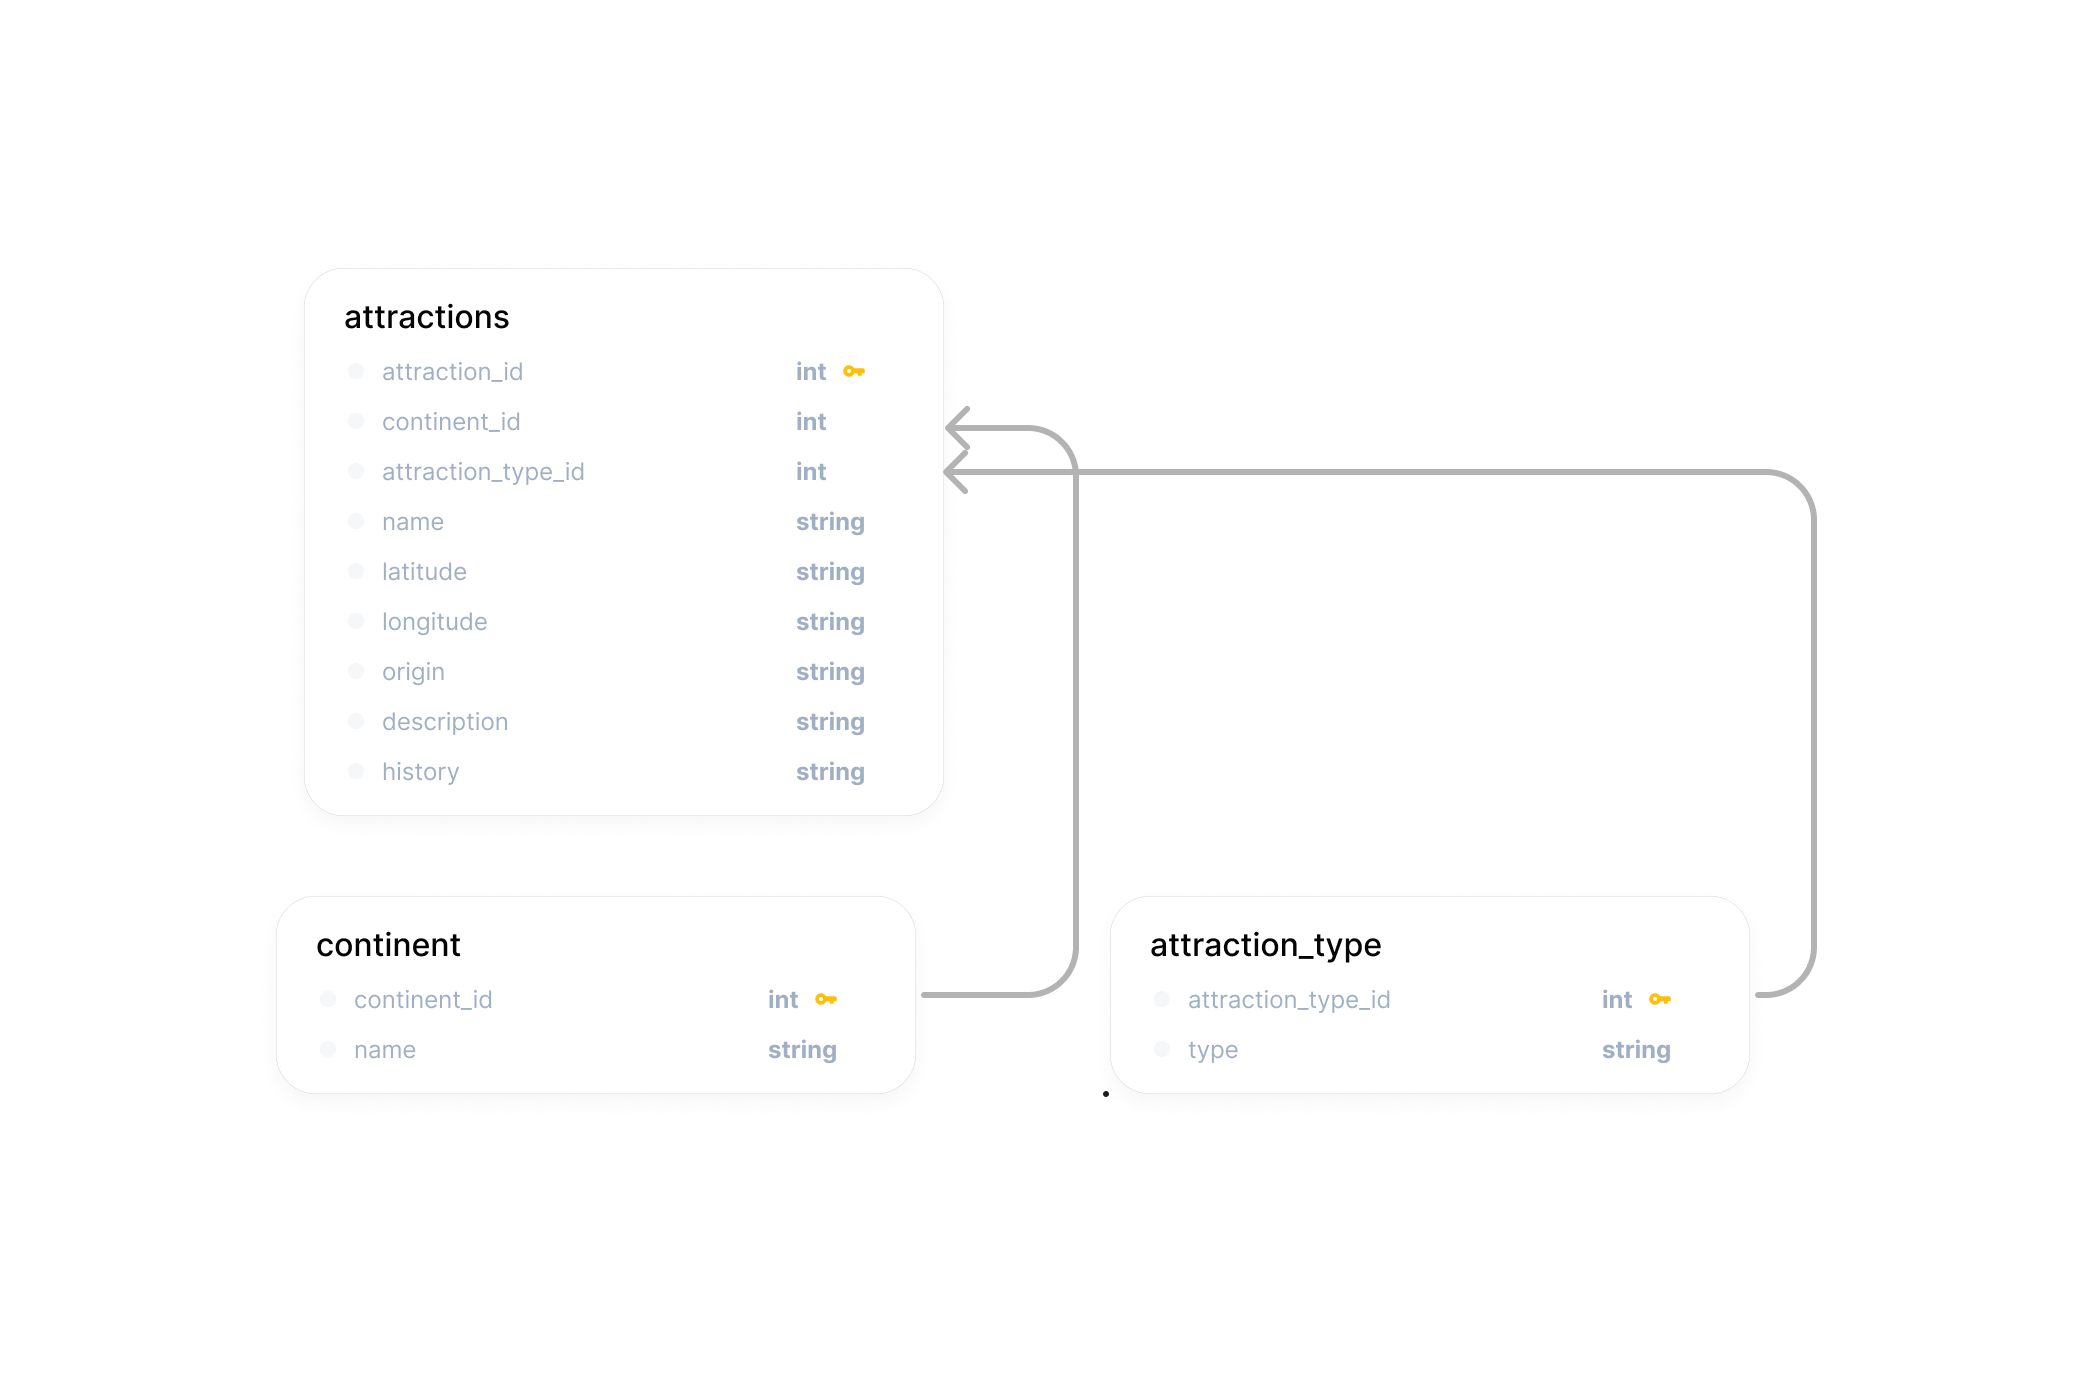 attractions
attraction_id int
continent_id int
attraction_type_id int
name string
latitude string
longitude string
origin string
description string
history string
continent
continent_id int
name string
attraction_type
attraction_type_id int
type string